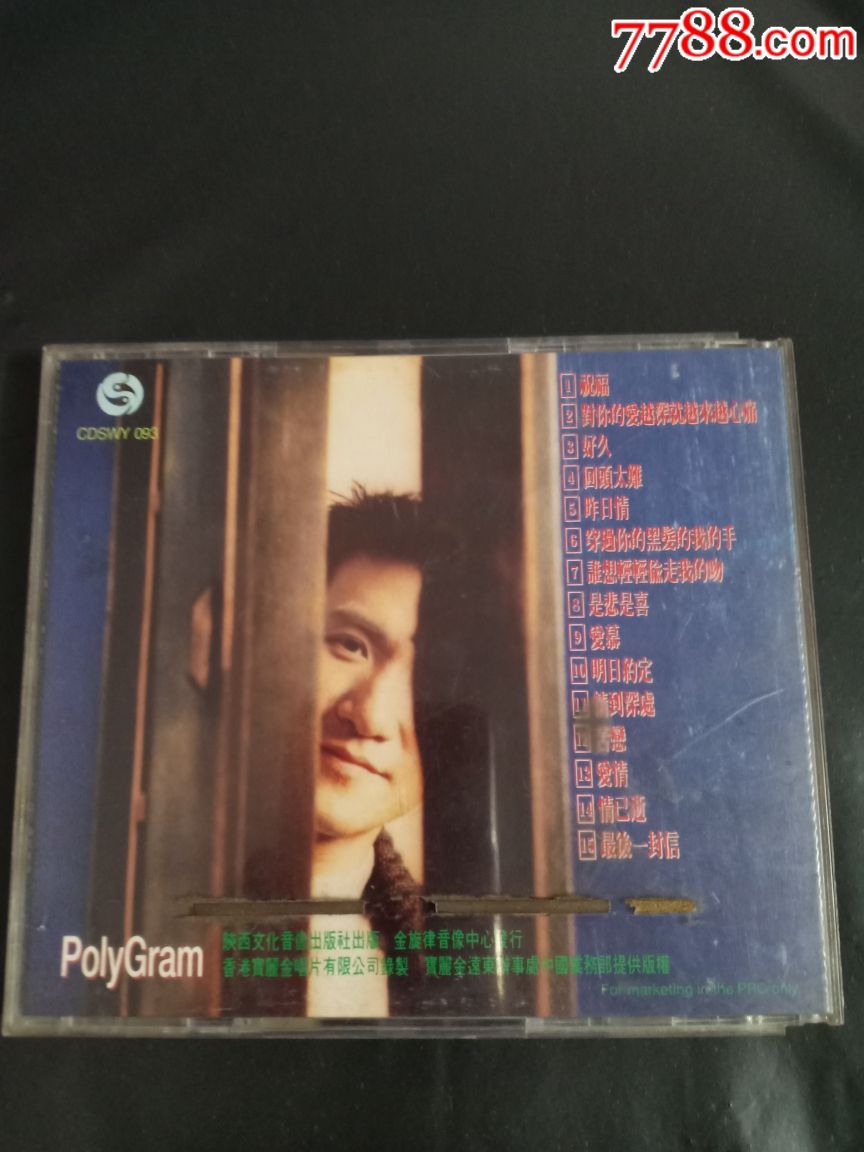 7788.com
CDSWY 093
1 祝福
2 對你的愛越深就越來越心痛
3 好久
4 回頭太難
5 昨日情
6 穿過你的黑髮的我的手
7 誰想輕輕偷走我的吻
8 是悲是喜
9 愛慕
10 明日約定
11 情到深處
戀
13 愛情
14 情已逝
15 最後一封信
PolyGram
陝西文化音像出版社出版 金旋律音像中心發行
香港寶麗金唱片有限公司錄製 寶麗金遠東辦事處中國業務部提供版權
For marketing in the PRC only